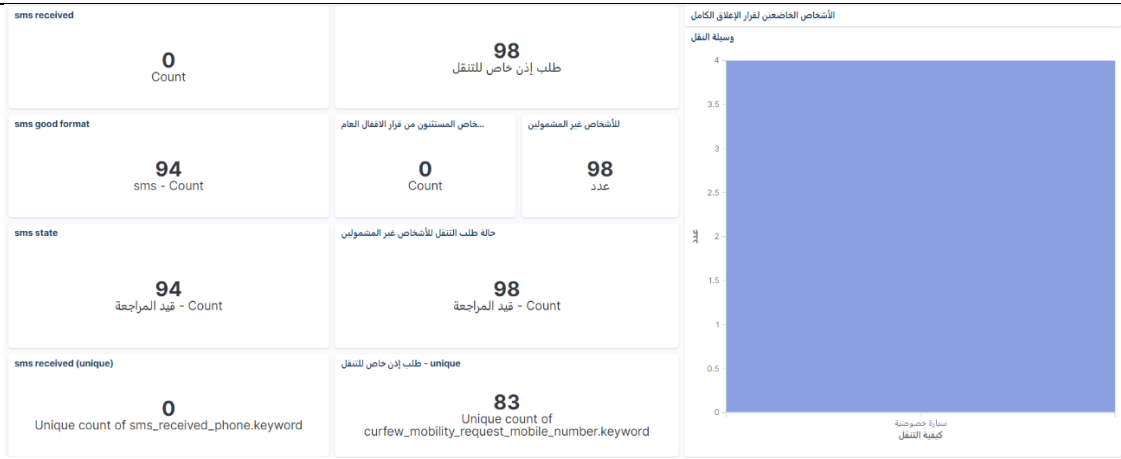 sms received
0
Count
98
طلب إذن خاص للتنقل
الأشخاص الخاضعين لقرار الإغلاق الكامل
وسيلة النقل
4
3.5
3
2.5
2
1.5
1
0.5
0
عدد
سيارة خصوصية
كيفية التنقل
sms good format
94
sms - Count
...خاص المستثنون من قرار الاقفال العام
0
Count
للأشخاص غير المشمولين
98
عدد
sms state
94
قيد المراجعة - Count
حالة طلب التنقل للأشخاص غير المشمولين
98
قيد المراجعة - Count
sms received (unique)
0
Unique count of sms_received_phone.keyword
طلب إذن خاص للتنقل - unique
83
Unique count of
curfew_mobility_request_mobile_number.keyword